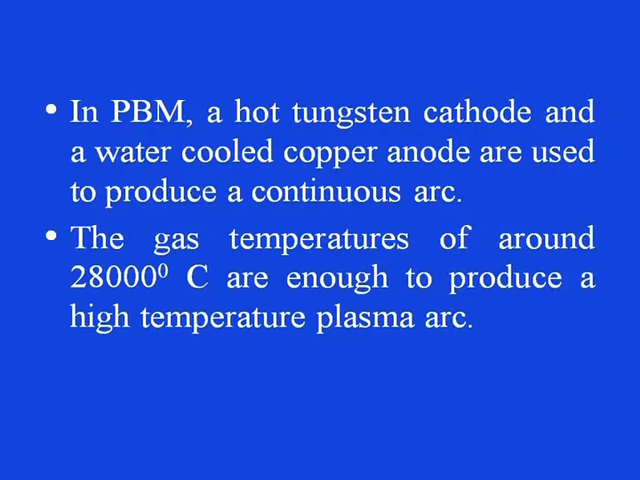 • In PBM, a hot tungsten cathode and
a water cooled copper anode are used
to produce a continuous arc.
• The gas temperatures of around
28000⁰ C are enough to produce a
high temperature plasma arc.